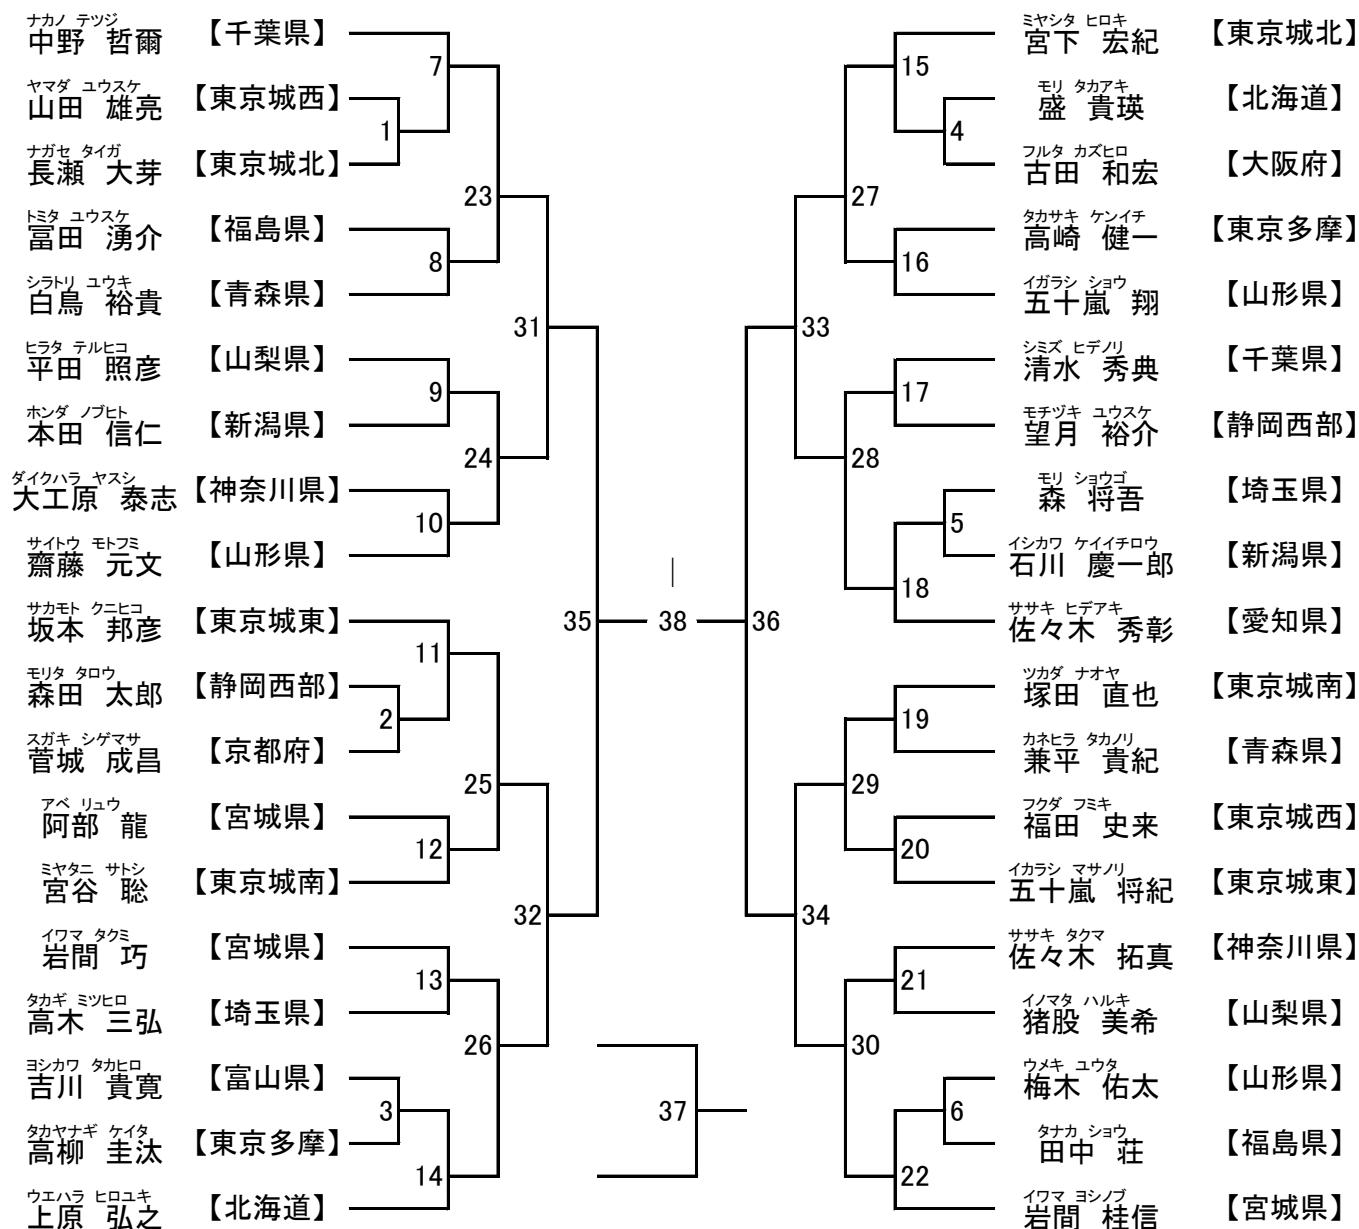 ナカノ テツジ
中野 哲爾 【千葉県】
7
ヤマダ ユウスケ
山田 雄亮 【東京城西】
1
ナガセ タイガ
長瀬 大芽 【東京城北】
23
トミタ ユウスケ
冨田 湧介 【福島県】
8
シラトリ ユウキ
白鳥 裕貴 【青森県】
31
ヒラタ テルヒコ
平田 照彦 【山梨県】
9
ホンダ ノブヒト
本田 信仁 【新潟県】
24
ダイクハラ ヤスシ
大工原 泰志 【神奈川県】
10
サイトウ モトフミ
齋藤 元文 【山形県】
35
サカモト クニヒコ
坂本 邦彦 【東京城東】
11
モリタ タロウ
森田 太郎 【静岡西部】
2
スガキ シゲマサ
菅城 成昌 【京都府】
25
アベ リュウ
阿部 龍 【宮城県】
12
ミヤタニ サトシ
宮谷 聡 【東京城南】
32
イワマ タクミ
岩間 巧 【宮城県】
13
タカギ ミツヒロ
高木 三弘 【埼玉県】
26
ヨシカワ タカヒロ
吉川 貴寛 【富山県】
3
タカヤナギ ケイタ
高柳 圭汰 【東京多摩】
14
ウエハラ ヒロユキ
上原 弘之 【北海道】
38
37
ミヤシタ ヒロキ
宮下 宏紀 【東京城北】
15
モリ タカアキ
盛 貴瑛 【北海道】
4
フルタ カズヒロ
古田 和宏 【大阪府】
27
タカサキ ケンイチ
高崎 健一 【東京多摩】
16
イガラシ ショウ
五十嵐 翔 【山形県】
33
シミズ ヒデノリ
清水 秀典 【千葉県】
17
モチヅキ ユウスケ
望月 裕介 【静岡西部】
28
モリ ショウゴ
森 将吾 【埼玉県】
5
イシカワ ケイイチロウ
石川 慶一郎 【新潟県】
18
ササキ ヒデアキ
佐々木 秀彰 【愛知県】
36
ツカダ ナオヤ
塚田 直也 【東京城南】
19
カネヒラ タカノリ
兼平 貴紀 【青森県】
29
フクダ フミキ
福田 史来 【東京城西】
20
イカラシ マサノリ
五十嵐 将紀 【東京城東】
34
ササキ タクマ
佐々木 拓真 【神奈川県】
21
イノマタ ハルキ
猪股 美希 【山梨県】
30
ウメキ ユウタ
梅木 佑太 【山形県】
6
タナカ ショウ
田中 荘 【福島県】
22
イワマ ヨシノブ
岩間 桂信 【宮城県】